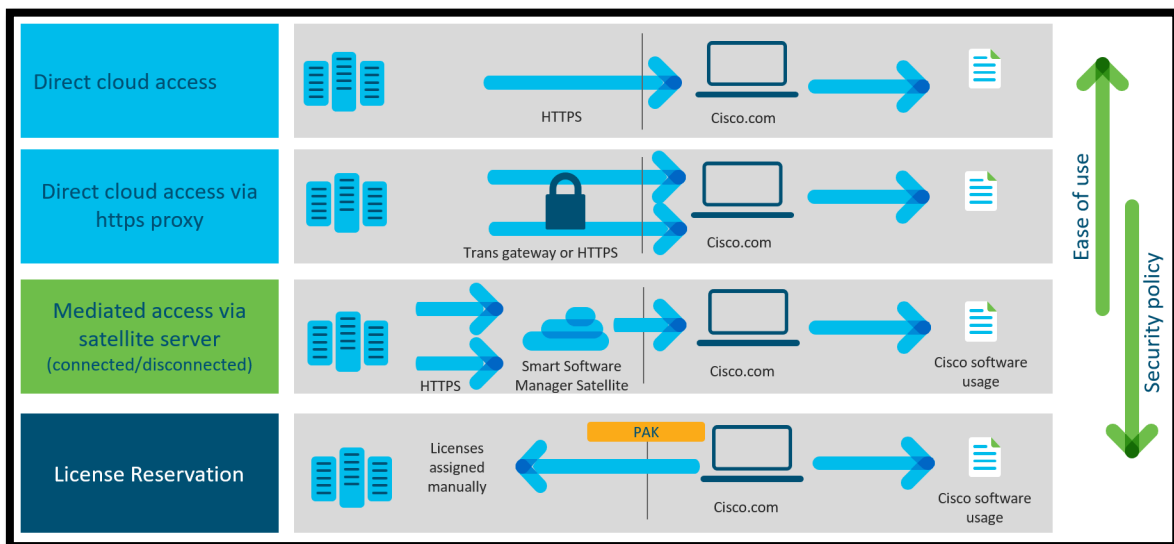 Direct cloud access
HTTPS
Cisco.com
Direct cloud access via
https proxy
Trans gateway or HTTPS
Cisco.com
Mediated access via
satellite server
(connected/disconnected)
HTTPS
Smart Software
Manager Satellite
Cisco.com
Cisco software
usage
License Reservation
Licenses
assigned
manually
PAK
Cisco.com
Cisco software
usage
Ease of use
Security policy